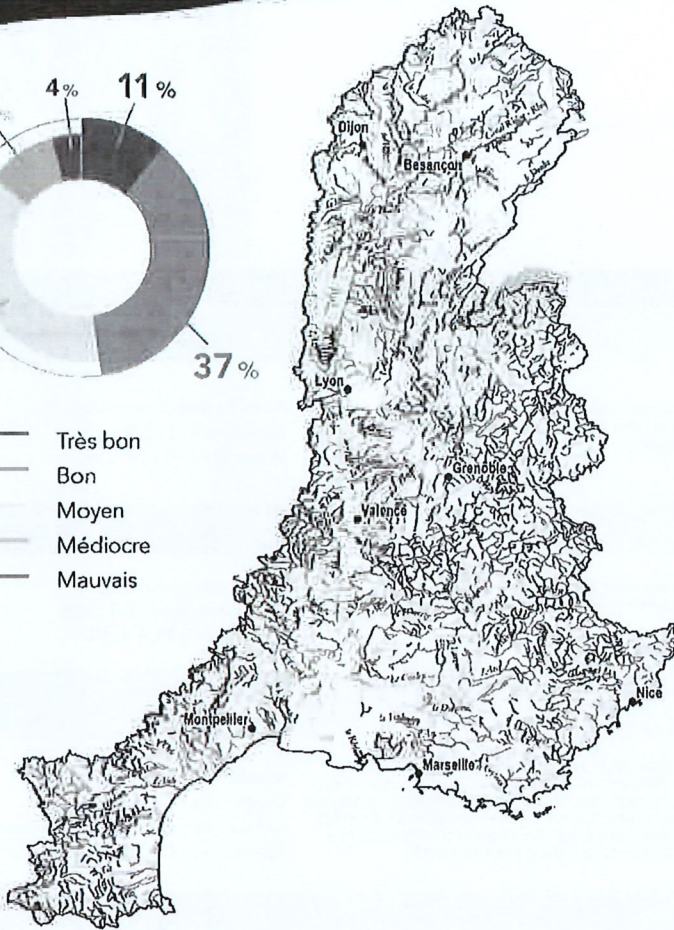 4 %
11 %
%
37 %
Très bon
Bon
Moyen
Médiocre
Mauvais
Dijon
Besançon
Lyon
Grenoble
Valence
Montpellier
Marseille
Nice